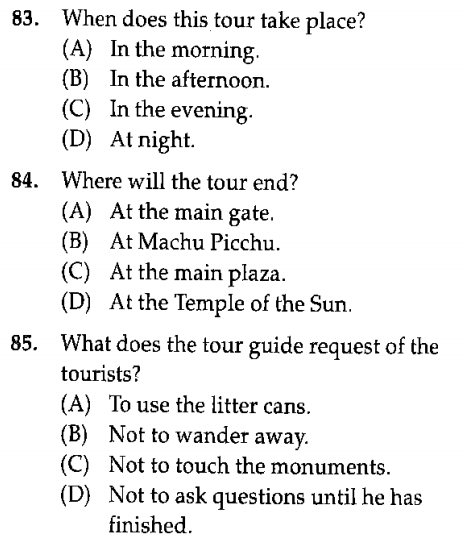 83. When does this tour take place?
(A) In the morning.
(B) In the afternoon.
(C) In the evening.
(D) At night.
84. Where will the tour end?
(A) At the main gate.
(B) At Machu Picchu.
(C) At the main plaza.
(D) At the Temple of the Sun.
85. What does the tour guide request of the
tourists?
(A) To use the litter cans.
(B) Not to wander away.
(C) Not to touch the monuments.
(D) Not to ask questions until he has
finished.